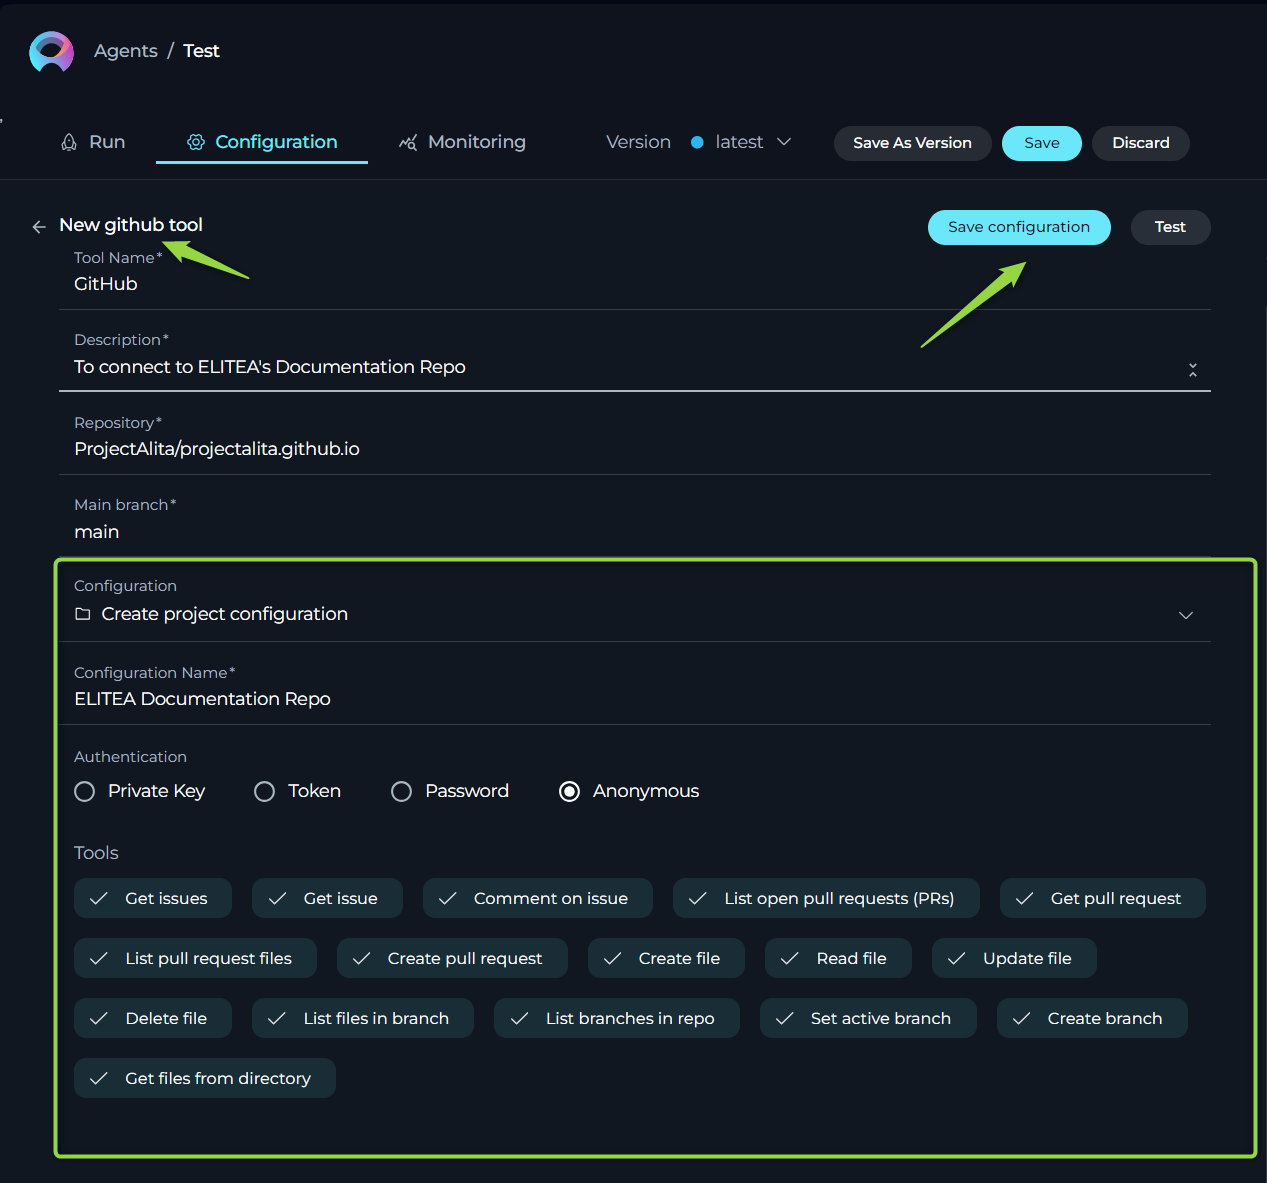 Agents / Test
Run Configuration Monitoring Version latest Save As Version Save Discard
New github tool Save configuration Test
Tool Name*
GitHub
Description*
To connect to ELITEA's Documentation Repo
Repository*
ProjectAlita/projectalita.github.io
Main branch*
main
Configuration
Create project configuration
Configuration Name*
ELITEA Documentation Repo
Authentication
Private Key Token Password Anonymous
Tools
Get issues Get issue Comment on issue List open pull requests (PRs) Get pull request
List pull request files Create pull request Create file Read file Update file
Delete file List files in branch List branches in repo Set active branch Create branch
Get files from directory